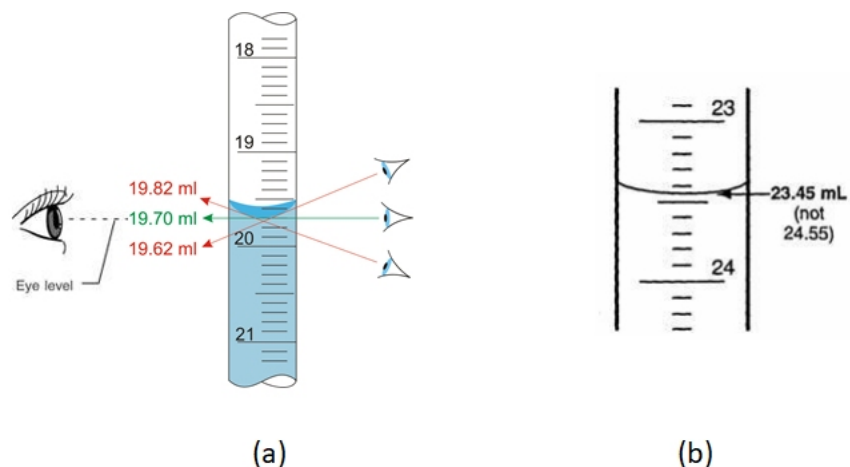 18
19
19.82 ml
19.70 ml
19.62 ml
20
Eye level
21
(a)
23
23.45 mL
(not
24.55)
24
(b)